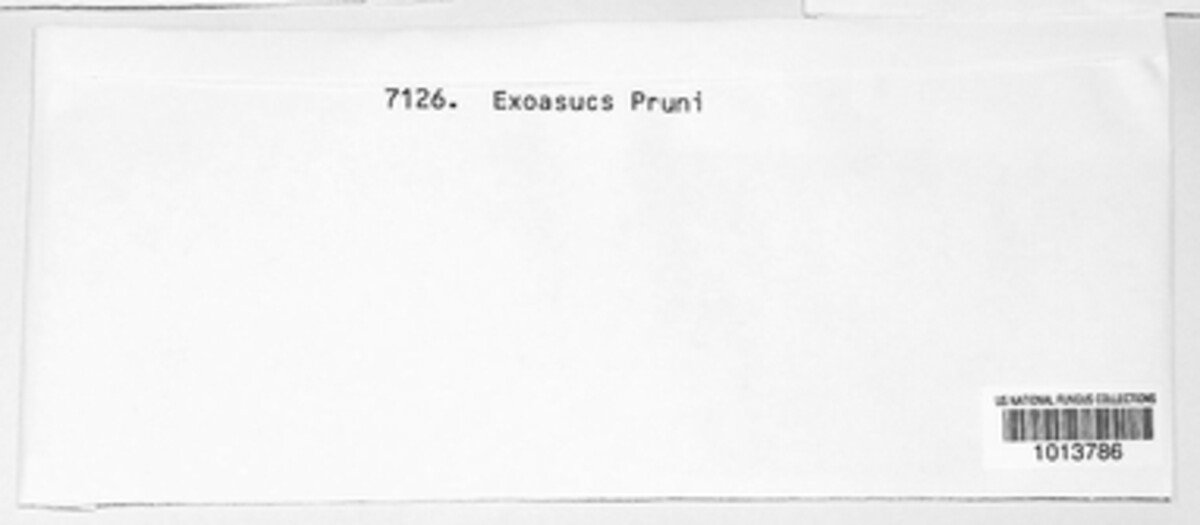 7126. Exoasucs Pruni
US NATIONAL FUNGUS COLLECTIONS
1013786